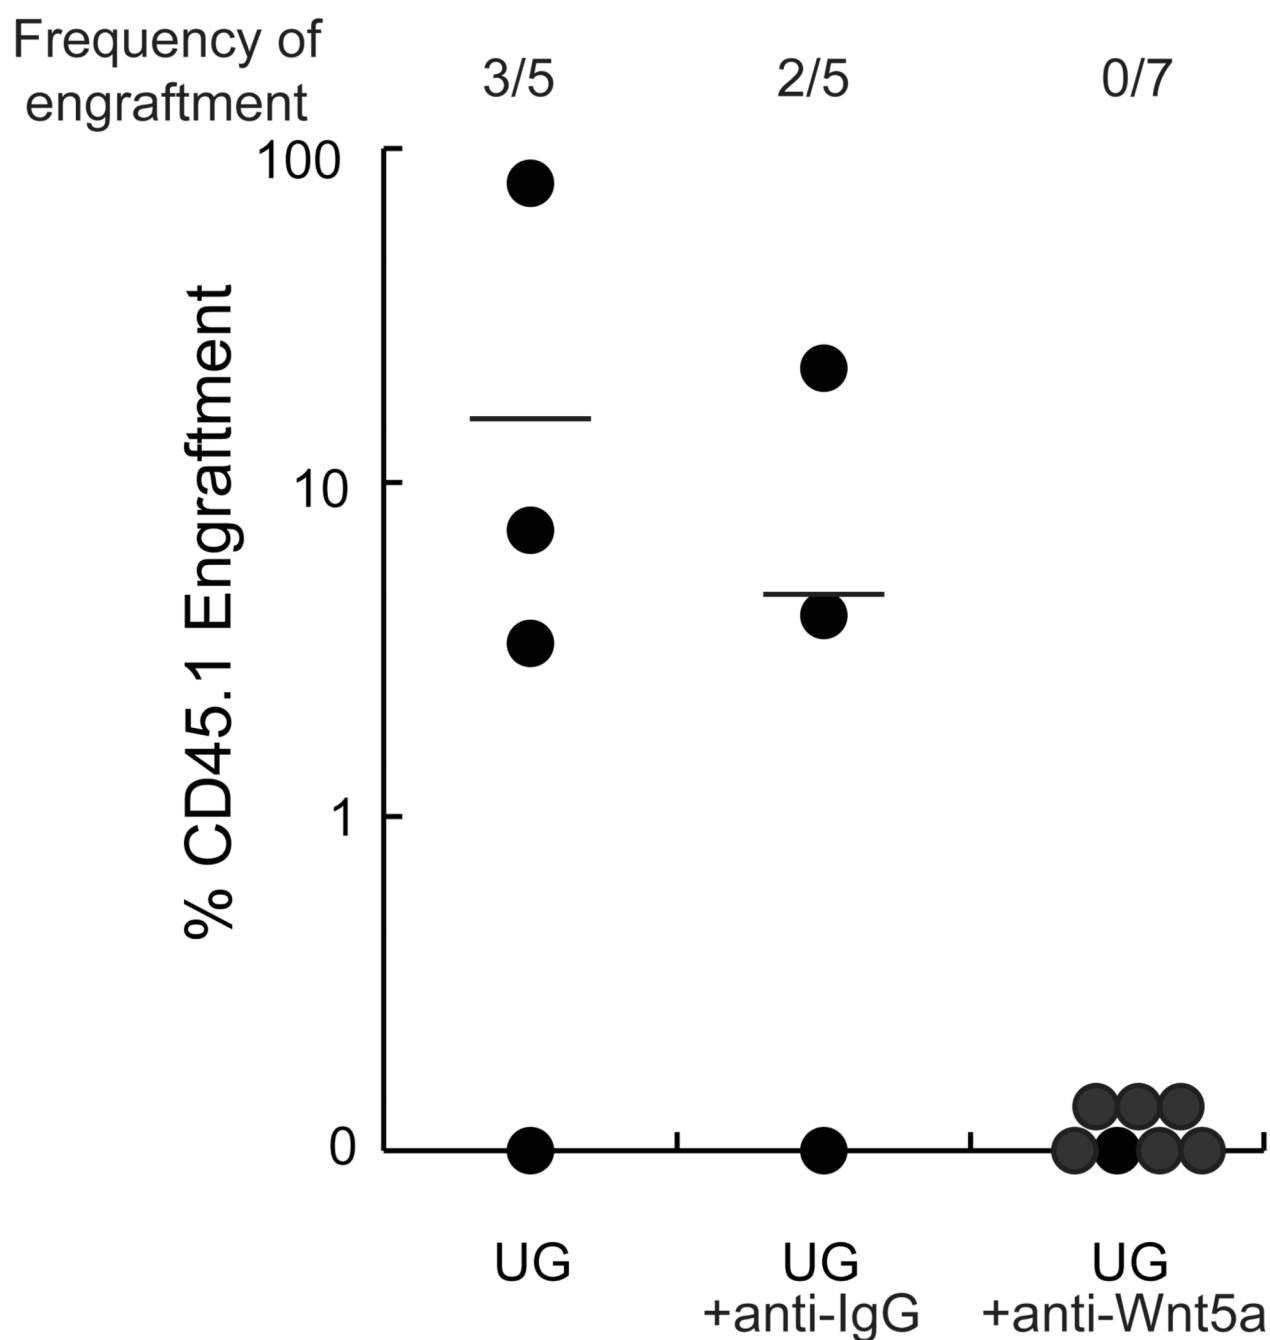 Frequency of
engraftment
3/5
2/5
0/7
100
10
1
0
% CD45.1 Engraftment
UG
UG
+anti-IgG
UG
+anti-Wnt5a